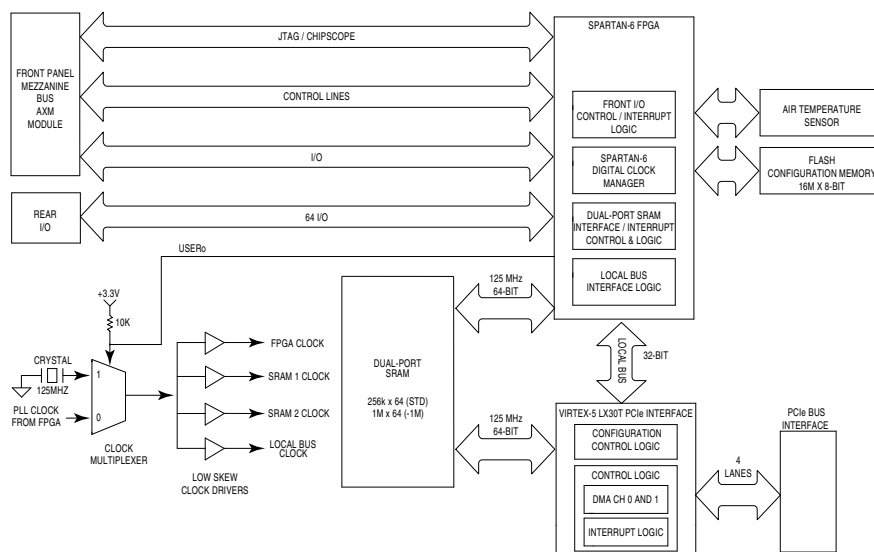 FRONT PANEL
MEZZANINE
BUS
AXM
MODULE
JTAG / CHIPSCOPE
CONTROL LINES
I/O
REAR
I/O
64 I/O
USERo
SPARTAN-6 FPGA
FRONT I/O
CONTROL / INTERRUPT
LOGIC
SPARTAN-6
DIGITAL CLOCK
MANAGER
DUAL-PORT SRAM
INTERFACE / INTERRUPT
CONTROL & LOGIC
LOCAL BUS
INTERFACE LOGIC
AIR TEMPERATURE
SENSOR
FLASH
CONFIGURATION MEMORY
16M X 8-BIT
+3.3V
10K
CRYSTAL
125MHZ
1
PLL CLOCK
FROM FPGA
0
CLOCK
MULTIPLEXER
FPGA CLOCK
SRAM 1 CLOCK
SRAM 2 CLOCK
LOCAL BUS
CLOCK
LOW SKEW
CLOCK DRIVERS
DUAL-PORT
SRAM
256k x 64 (STD)
1M x 64 (-1M)
125 MHz
64-BIT
125 MHz
64-BIT
LOCAL BUS
32-BIT
VIRTEX-5 LX30T PCIe INTERFACE
CONFIGURATION
CONTROL LOGIC
CONTROL LOGIC
DMA CH 0 AND 1
INTERRUPT LOGIC
4
LANES
PCIe BUS
INTERFACE